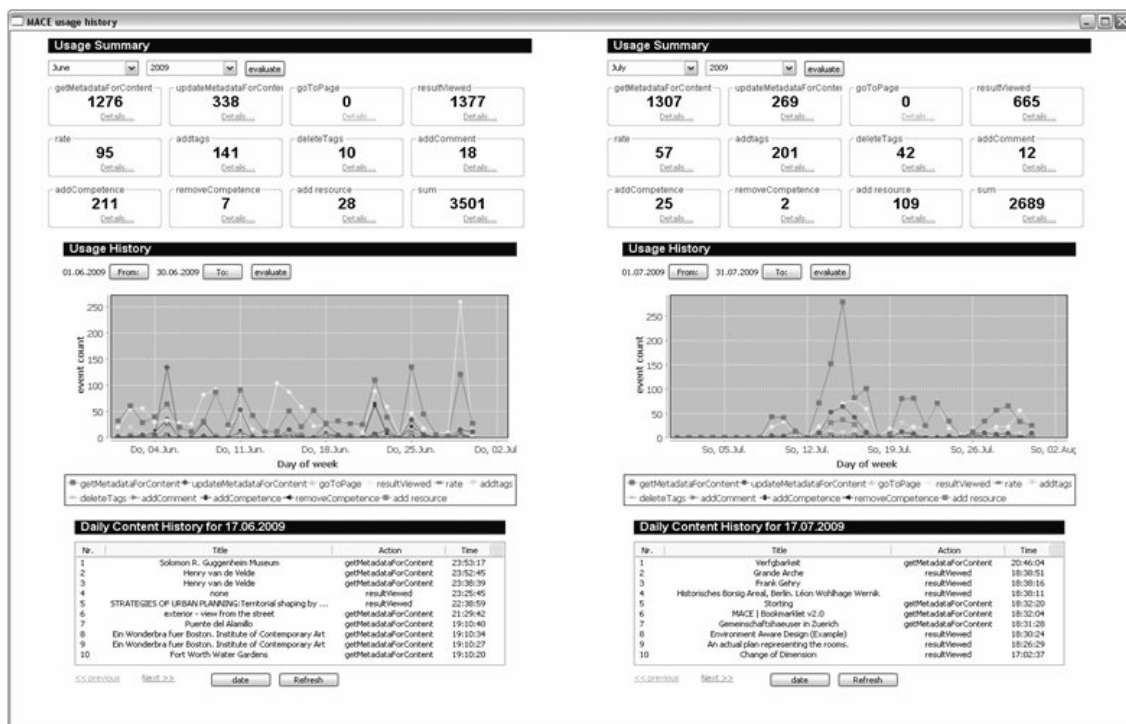 MACE usage history
Usage Summary
June 2009 evaluate
getMetadataForContent updateMetadataForConte goToPage resultViewed
1276 338 0 1377
Details... Details... Details... Details...
rate addtags deleteTags addComment
95 141 10 18
Details... Details... Details... Details...
addCompetence removeCompetence add resource sum
211 7 28 3501
Details... Details... Details... Details...
Usage History
01.06.2009 From: 30.06.2009 To: evaluate
event count
250
200
150
100
50
0
Do, 04.Jun. Do, 11.Jun. Do, 18.Jun. Do, 25.Jun. Do, 02.Jul
Day of week
getMetadataForContent updateMetadataForContent goToPage resultViewed rate addtags
deleteTags addComment addCompetence removeCompetence add resource
Daily Content History for 17.06.2009
Nr. Title Action Time
1 Solomon R. Guggenheim Museum getMetadataForContent 23:53:17
2 Henry van de Velde getMetadataForContent 23:52:45
3 Henry van de Velde getMetadataForContent 23:38:39
4 none resultViewed 23:25:45
5 STRATEGIES OF URBAN PLANNING:Territorial shaping by ... resultViewed 22:38:59
6 exterior - view from the street getMetadataForContent 21:29:42
7 Puente del Alamillo getMetadataForContent 19:10:40
8 Ein Wonderbra fuer Boston. Institute of Contemporary Art getMetadataForContent 19:10:34
9 Ein Wonderbra fuer Boston. Institute of Contemporary Art getMetadataForContent 19:10:27
10 Fort Worth Water Gardens getMetadataForContent 19:10:20
<< previous Next >> date Refresh
Usage Summary
July 2009 evaluate
getMetadataForContent updateMetadataForConte goToPage resultViewed
1307 269 0 665
Details... Details... Details... Details...
rate addtags deleteTags addComment
57 201 42 12
Details... Details... Details... Details...
addCompetence removeCompetence add resource sum
25 2 109 2689
Details... Details... Details... Details...
Usage History
01.07.2009 From: 31.07.2009 To: evaluate
event count
250
200
150
100
50
0
So, 05.Jul. So, 12.Jul. So, 19.Jul. So, 26.Jul. So, 02.Aug
Day of week
getMetadataForContent updateMetadataForContent goToPage resultViewed rate addtags
deleteTags addComment addCompetence removeCompetence add resource
Daily Content History for 17.07.2009
Nr. Title Action Time
1 Verfgbarkeit getMetadataForContent 20:46:04
2 Grande Arche resultViewed 18:38:51
3 Frank Gehry resultViewed 18:38:16
4 Historisches Borsig Areal, Berlin. Léon Wohlhage Wernik resultViewed 18:38:11
5 Storting getMetadataForContent 18:32:20
6 MACE | Bookmarklet v2.0 getMetadataForContent 18:32:04
7 Gemeinschaftshaeuser in Zuerich getMetadataForContent 18:31:28
8 Environment Aware Design (Example) resultViewed 18:30:24
9 An actual plan representing the rooms. resultViewed 18:26:29
10 Change of Dimension resultViewed 17:02:37
<< previous Next >> date Refresh